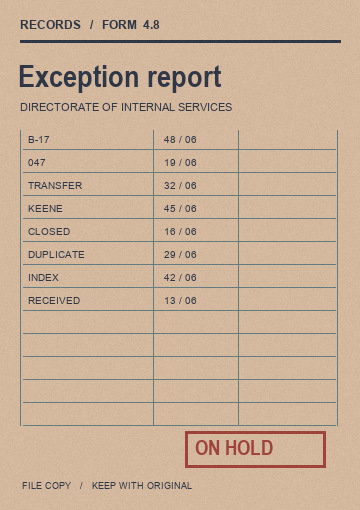 RECORDS / FORM 4.8
Exception report
DIRECTORATE OF INTERNAL SERVICES
B-17 48 / 06
047 19 / 06
TRANSFER 32 / 06
KEENE 45 / 06
CLOSED 16 / 06
DUPLICATE 29 / 06
INDEX 42 / 06
RECEIVED 13 / 06
ON HOLD
FILE COPY / KEEP WITH ORIGINAL